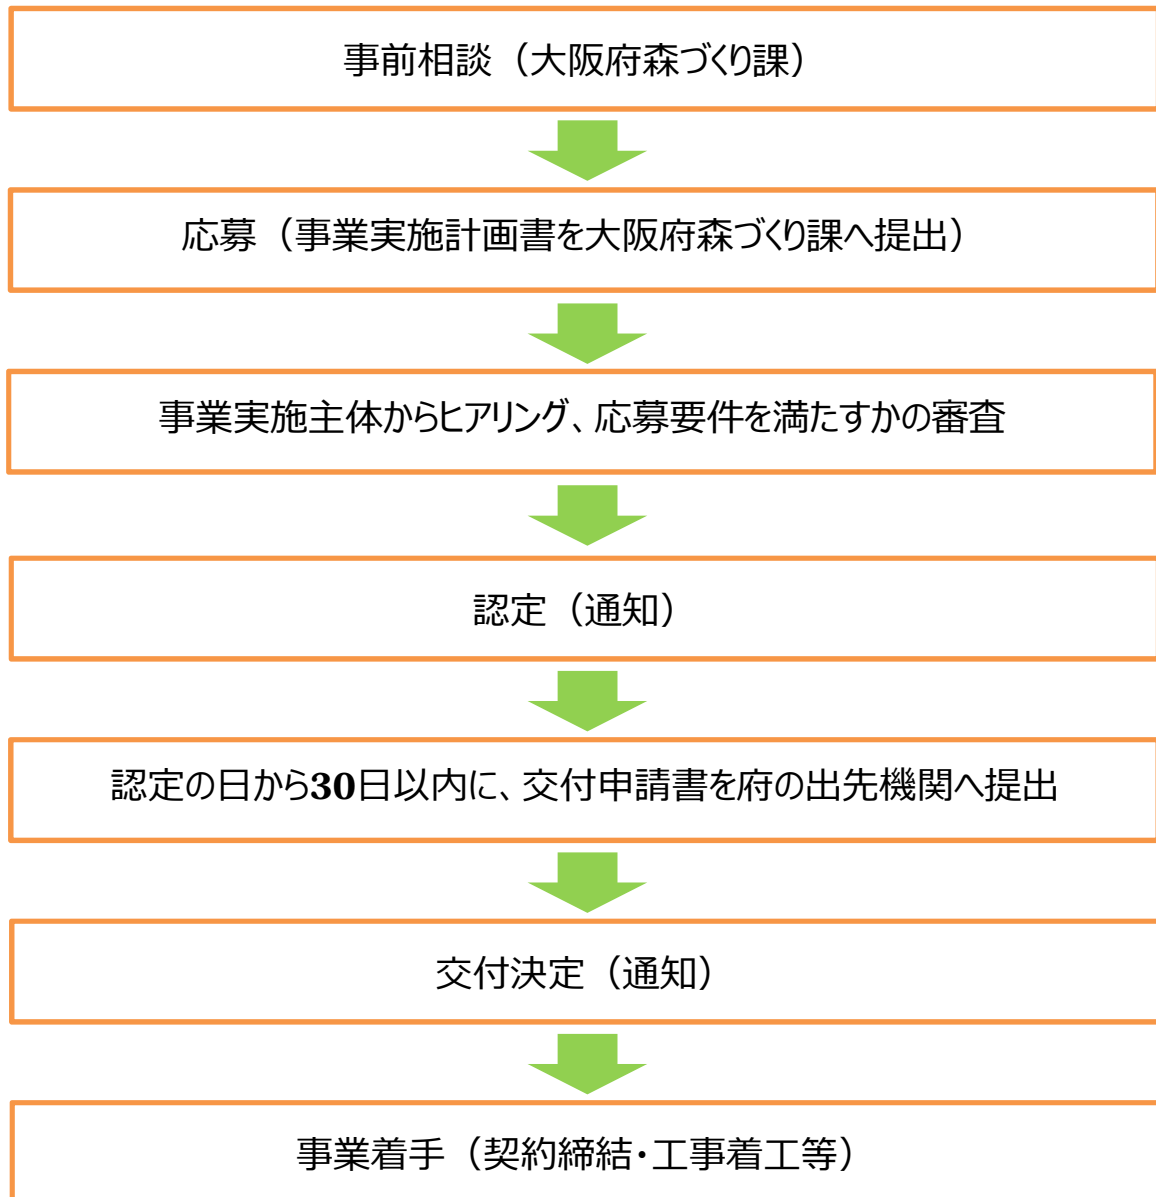 事前相談（大阪府森づくり課）
応募（事業実施計画書を大阪府森づくり課へ提出）
事業実施主体からヒアリング、応募要件を満たすかの審査
認定（通知）
認定の日から30日以内に、交付申請書を府の出先機関へ提出
交付決定（通知）
事業着手（契約締結・工事着工等）